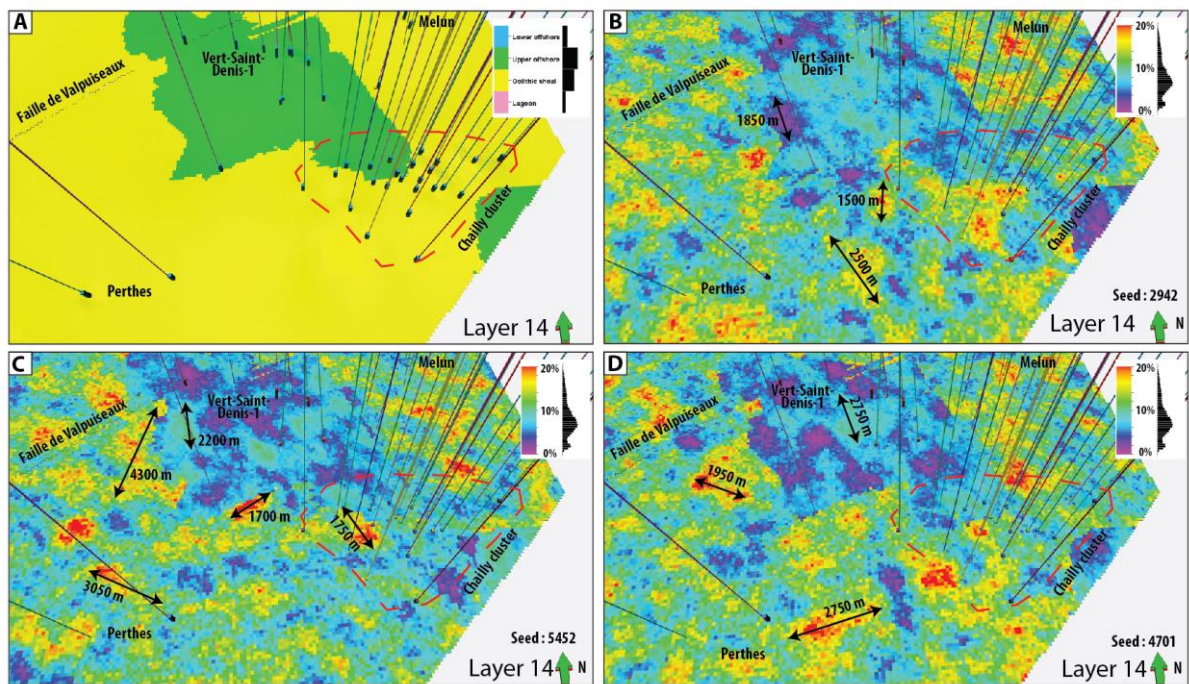 A
Melun
Lower offshore
Upper offshore
Oolithic shoal
Lagoon
Vert-Saint-
Denis-1
Faille de Valpuiseaux
Chailly cluster
Perthes
Layer 14
N
B
Melun
20%
10%
0%
Vert-Saint-
Denis-1
Faille de Valpuiseaux
1850 m
1500 m
2500 m
Chailly cluster
Perthes
Seed : 2942
Layer 14
N
C
Melun
20%
10%
0%
Vert-Saint-
Denis-1
Faille de Valpuiseaux
2200 m
4300 m
1700 m
1750 m
3050 m
Chailly cluster
Perthes
Seed : 5452
Layer 14
N
D
Melun
20%
10%
0%
Vert-Saint-
Denis-1
2750 m
Faille de Valpuiseaux
1950 m
2750 m
Chailly cluster
Perthes
Seed : 4701
Layer 14
N